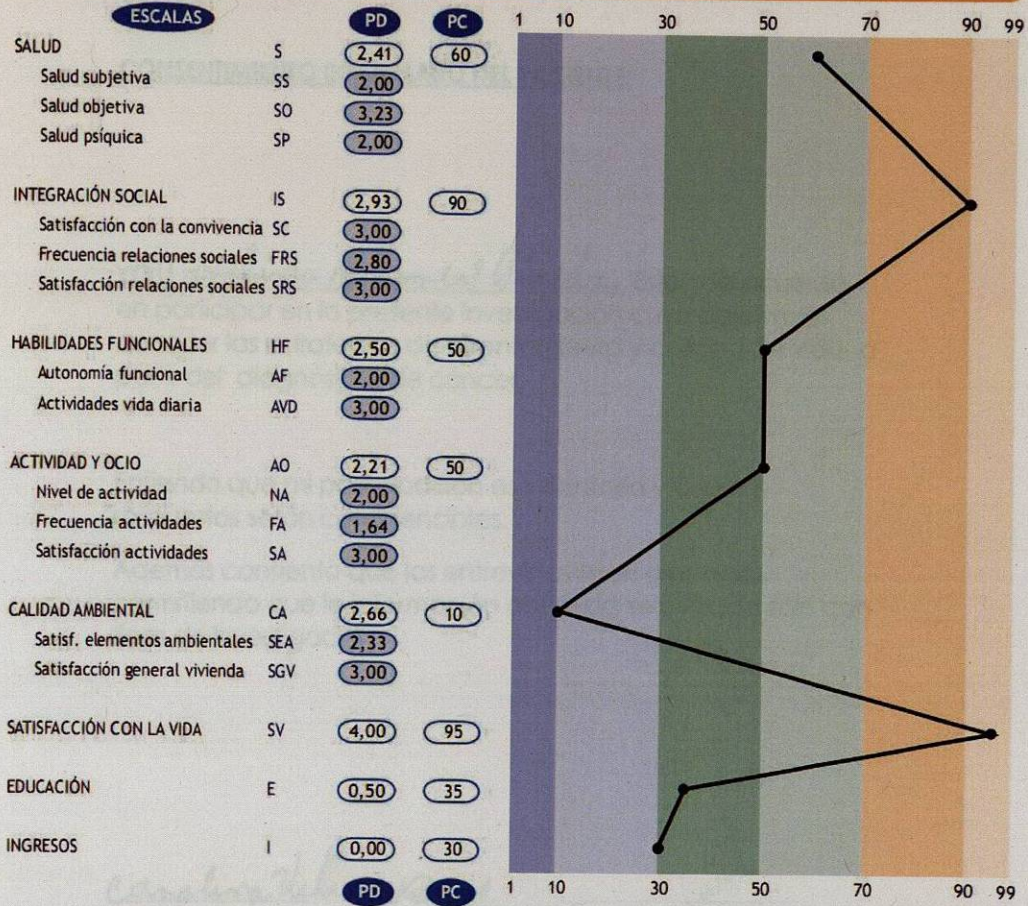 ESCALAS PD PC 1 10 30 50 70 90 99
SALUD S 2,41 60
Salud subjetiva SS 2,00
Salud objetiva SO 3,23
Salud psíquica SP 2,00
INTEGRACIÓN SOCIAL IS 2,93 90
Satisfacción con la convivencia SC 3,00
Frecuencia relaciones sociales FRS 2,80
Satisfacción relaciones sociales SRS 3,00
HABILIDADES FUNCIONALES HF 2,50 50
Autonomía funcional AF 2,00
Actividades vida diaria AVD 3,00
ACTIVIDAD Y OCIO AO 2,21 50
Nivel de actividad NA 2,00
Frecuencia actividades FA 1,64
Satisfacción actividades SA 3,00
CALIDAD AMBIENTAL CA 2,66 10
Satisf. elementos ambientales SEA 2,33
Satisfacción general vivienda SGV 3,00
SATISFACCIÓN CON LA VIDA SV 4,00 95
EDUCACIÓN E 0,50 35
INGRESOS I 0,00 30
PD PC 1 10 30 50 70 90 99